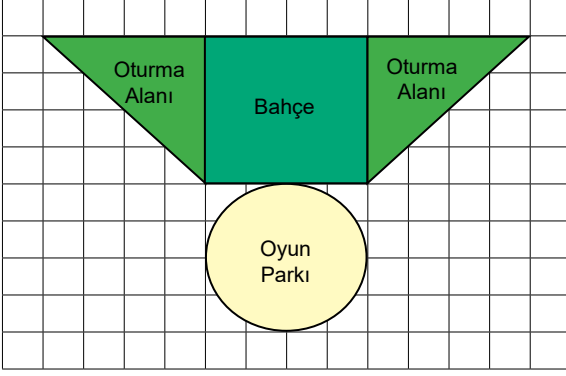 Oturma
Alanı
Bahçe
Oturma
Alanı
Oyun
Parkı